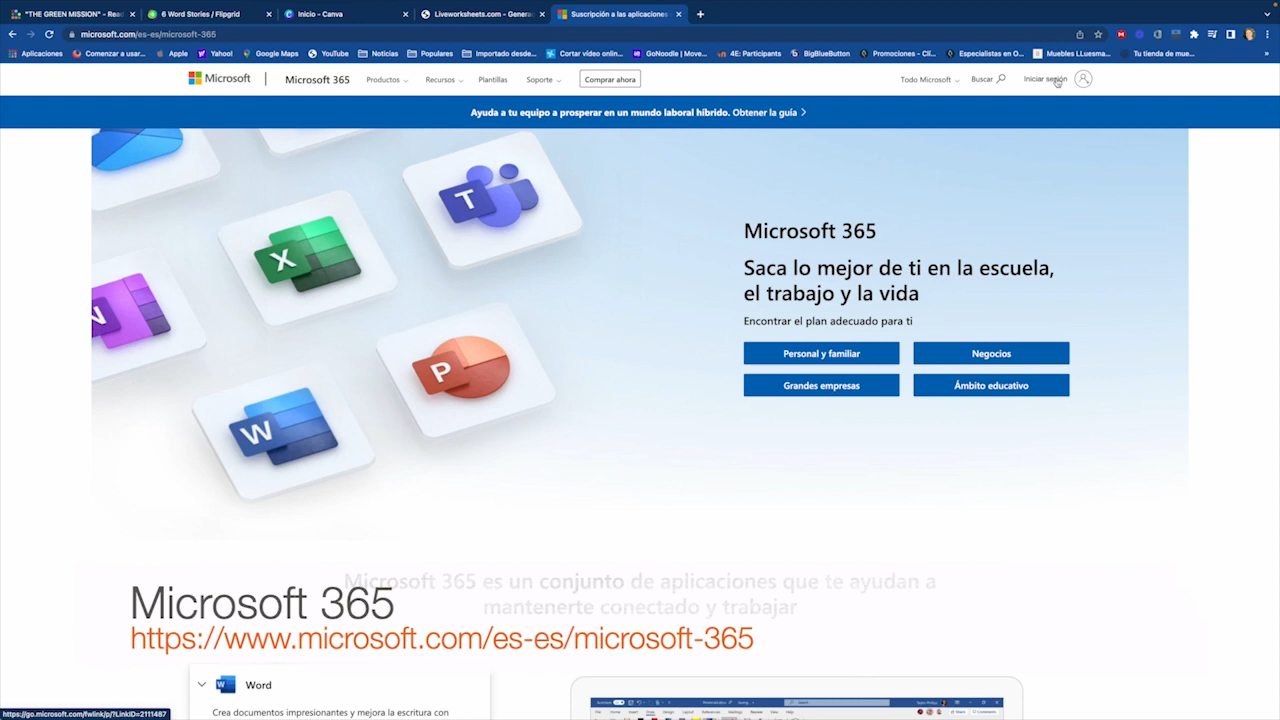 "THE GREEN MISSION" - Rea
6 Word Stories / Flipgrid
Inicio - Canva
Liveworksheets.com - Genera
Suscripción a las aplicaciones
microsoft.com/es-es/microsoft-365
Aplicaciones
Comenzar a usar...
Apple
Yahoo!
Google Maps
YouTube
Noticias
Populares
Importado desde...
Cortar vídeo onlin...
GoNoodle | Move...
4E: Participants
BigBlueButton
Promociones - Cli...
Especialistas en O...
Muebles LLuesma...
Tu tienda de mue...
Microsoft
Microsoft 365
Productos
Recursos
Plantillas
Soporte
Comprar ahora
Todo Microsoft
Buscar
Iniciar sesión
Ayuda a tu equipo a prosperar en un mundo laboral híbrido. Obtener la guía
T
X
N
P
W
Microsoft 365
Saca lo mejor de ti en la escuela,
el trabajo y la vida
Encontrar el plan adecuado para ti
Personal y familiar
Negocios
Grandes empresas
Ámbito educativo
Microsoft 365 es un conjunto de aplicaciones que te ayudan a
mantenerte conectado y trabajar
Microsoft 365
https://www.microsoft.com/es-es/microsoft-365
Word
Crea documentos impresionantes y mejora la escritura con
https://go.microsoft.com/fwlink/p/?LinkID=2111487